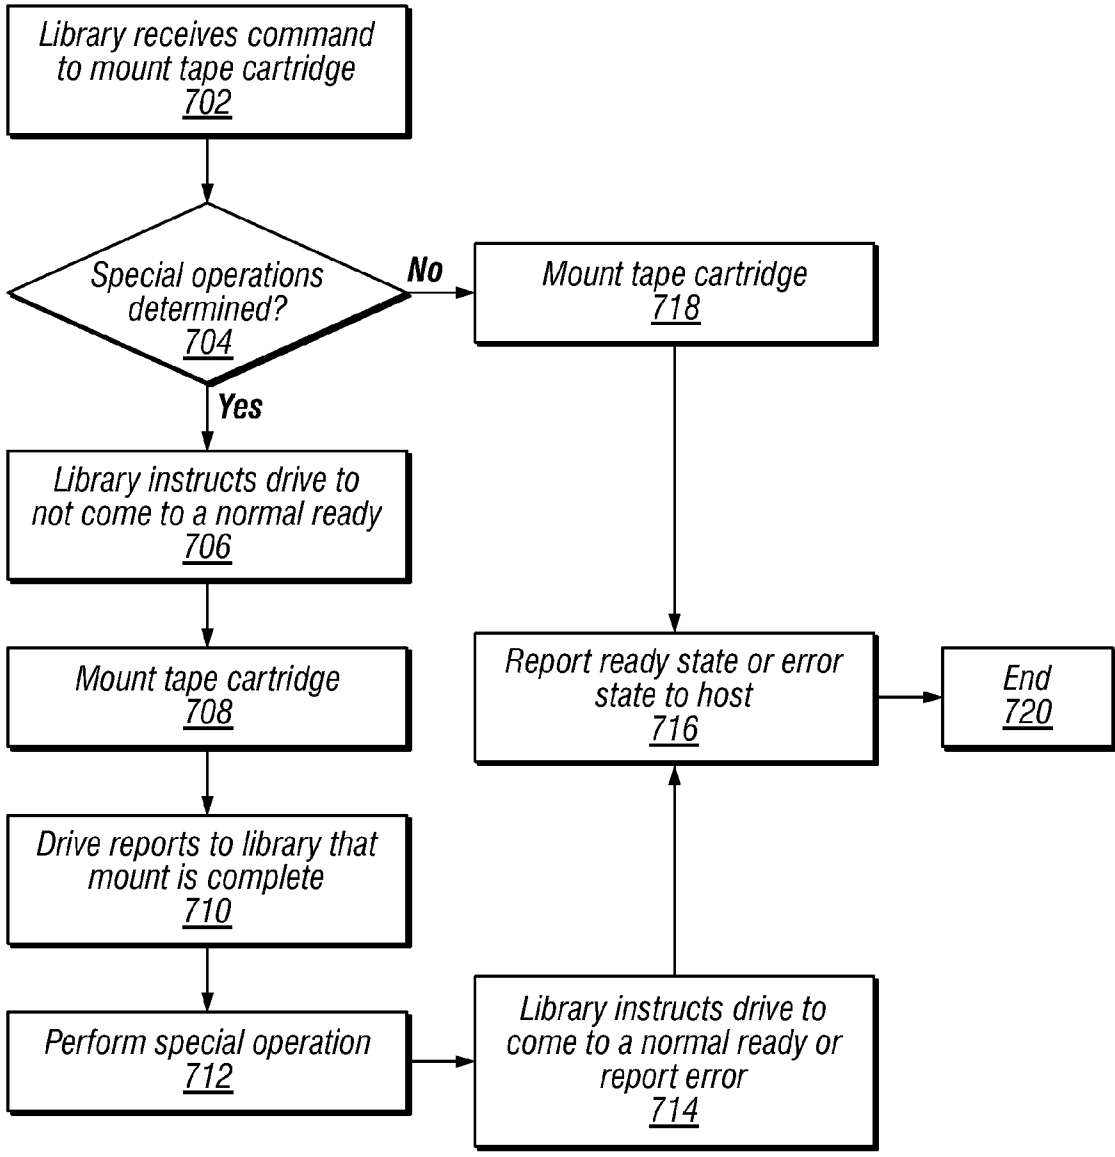 Library receives command
to mount tape cartridge
702
Special operations
determined?
704
No
Mount tape cartridge
718
Yes
Library instructs drive to
not come to a normal ready
706
Mount tape cartridge
708
Report ready state or error
state to host
716
End
720
Drive reports to library that
mount is complete
710
Perform special operation
712
Library instructs drive to
come to a normal ready or
report error
714